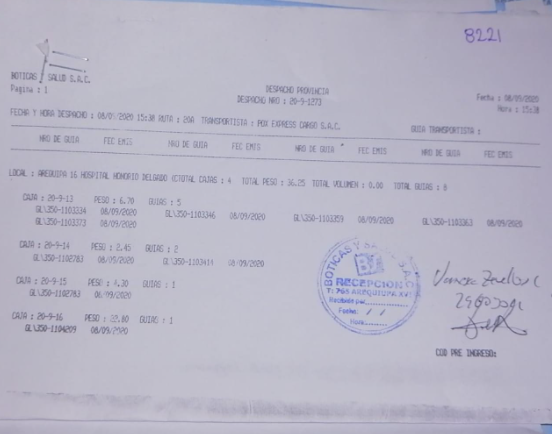 8221
BOTICAS Y SALUD S.A.C.
Pagina : 1
DESPACHO PROVINCIA
DESPACHO NRO : 20-9-1273
Fecha : 08/09/2020
Hora : 15:38
FECHA Y HORA DESPACHO : 08/09/2020 15:38 RUTA : 20A TRANSPORTISTA : POX EXPRESS CARGO S.A.C. GUIA TRANSPORTISTA :
NRO DE GUIA FEC EMIS NRO DE GUIA FEC EMIS NRO DE GUIA FEC EMIS NRO DE GUIA FEC EMIS
LOCAL : AREQUIPA 16 HOSPITAL HONORIO DELGADO (CTOTAL CAJAS : 4 TOTAL PESO : 36.25 TOTAL VOLUMEN : 0.00 TOTAL GUIAS : 8
CAJA : 20-9-13 PESO : 6.70 GUIAS : 5
GL\350-1103334 08/09/2020 GL\350-1103346 08/09/2020 GL\350-1103359 08/09/2020 GL\350-1103363 08/09/2020
GL\350-1103373 08/09/2020
CAJA : 20-9-14 PESO : 2.45 GUIAS : 2
GL\350-1102783 08/09/2020 GL\350-1103414 08/09/2020
CAJA : 20-9-15 PESO : 4.30 GUIAS : 1
GL\350-1102783 08/09/2020
CAJA : 20-9-16 PESO : 22.80 GUIAS : 1
GL\350-1104209 08/09/2020
BOTICAS Y SALUD S.A.C.
RECEPCION
Recibido por:
Fecha: / /
Hora:
COD PRE INGRESO: